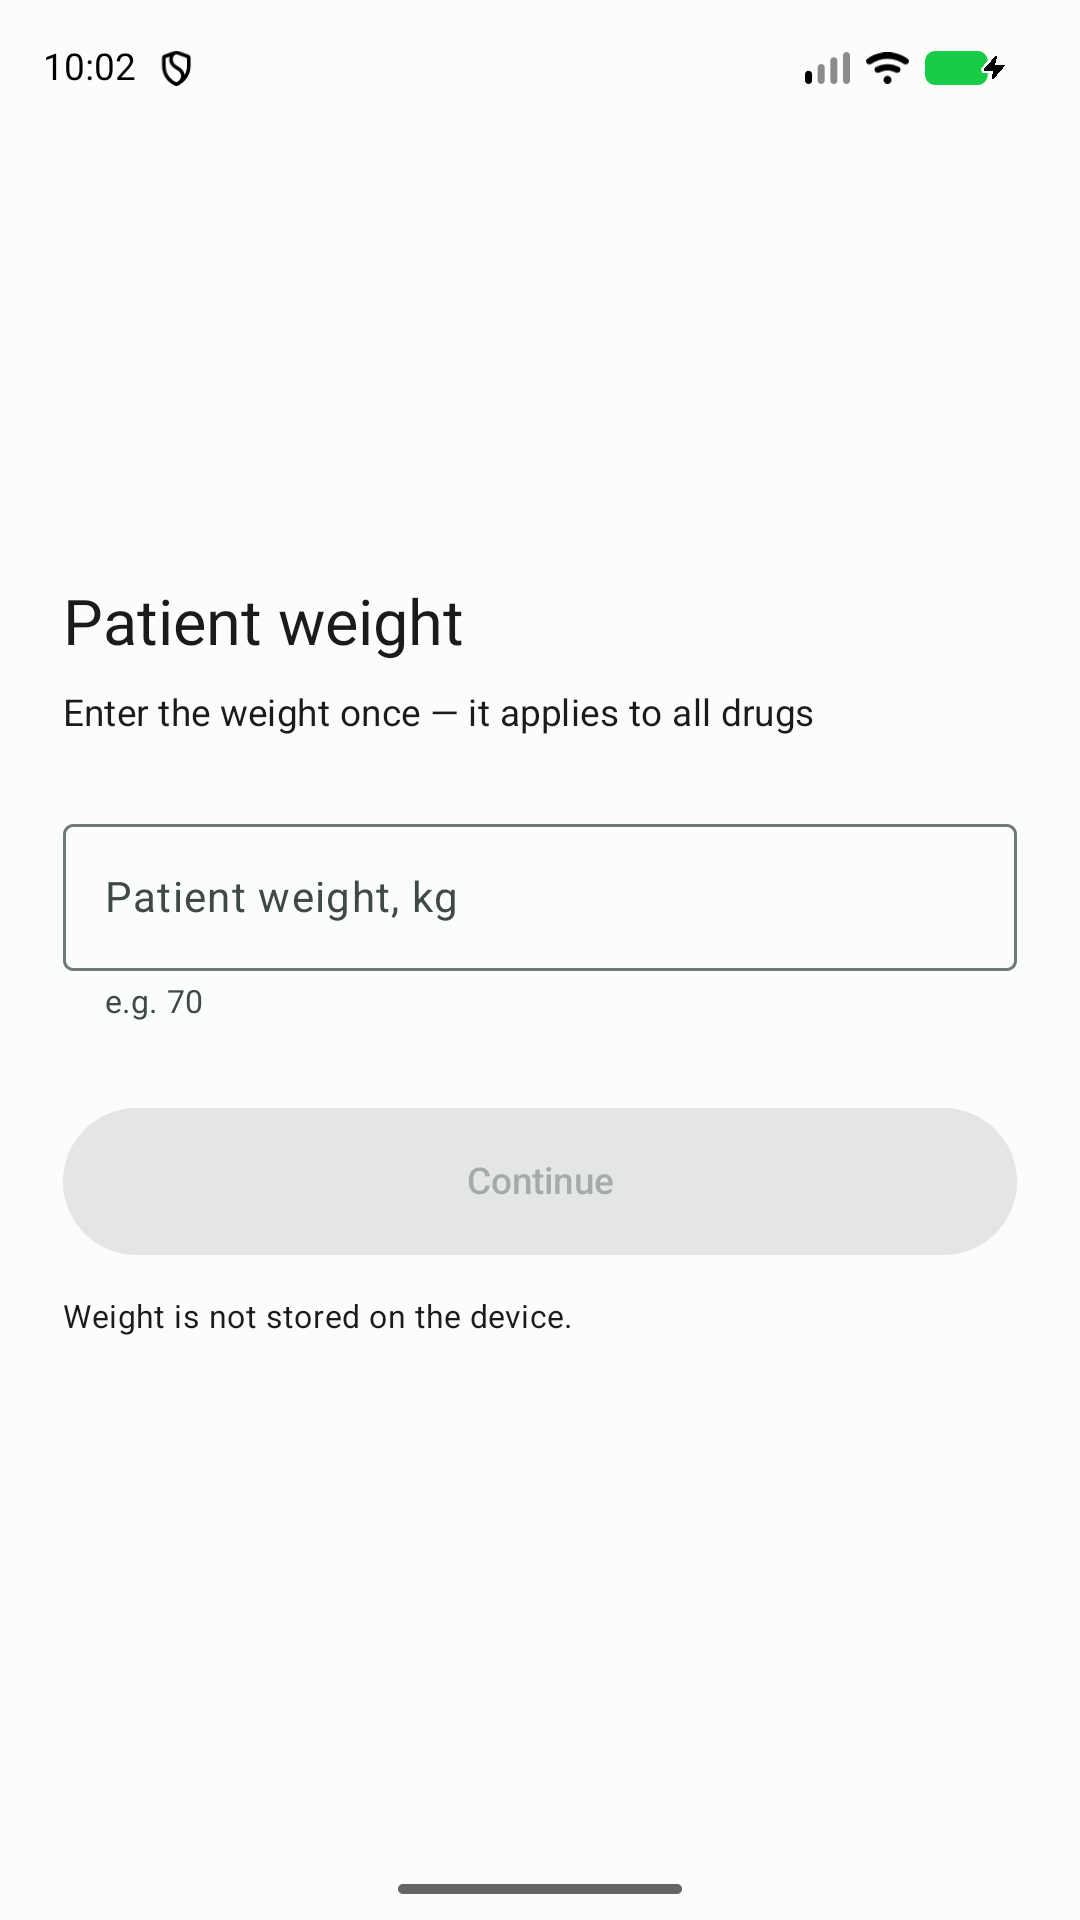 10:02
Patient weight
Enter the weight once — it applies to all drugs
Patient weight, kg
e.g. 70
Continue
Weight is not stored on the device.